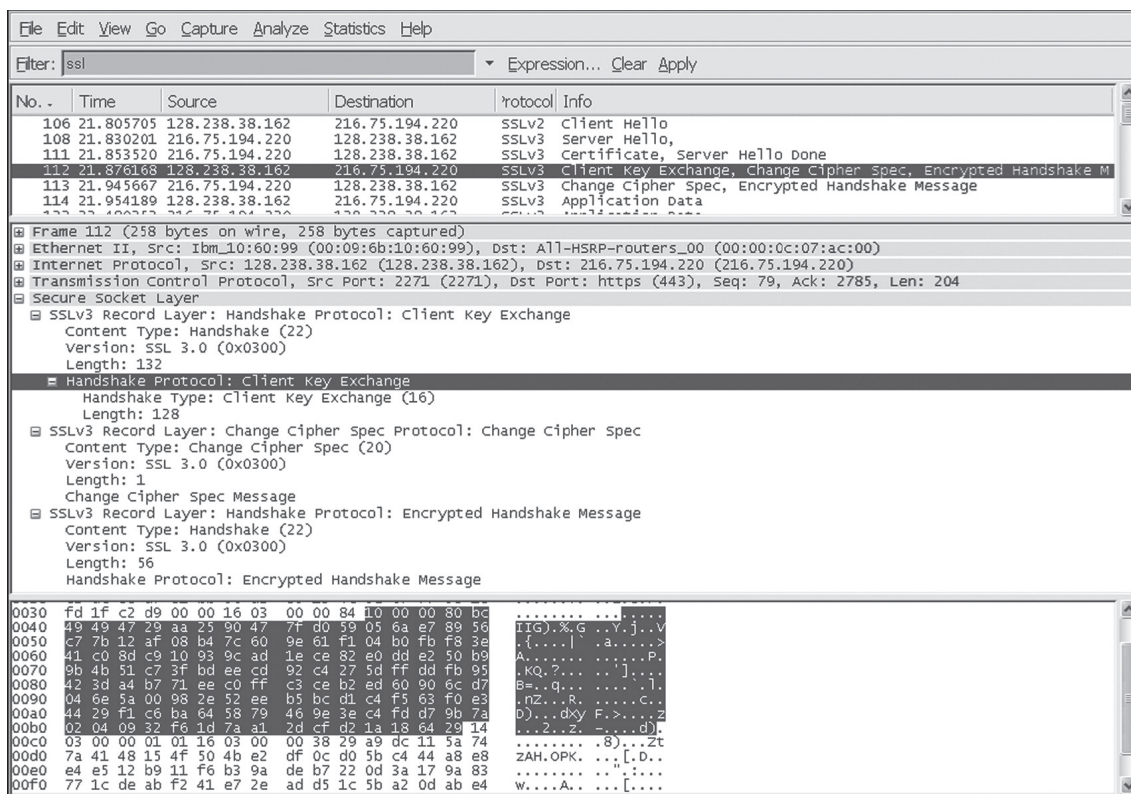 File Edit View Go Capture Analyze Statistics Help
Filter: ssl Expression... Clear Apply
No. . Time Source Destination Protocol Info
106 21.805705 128.238.38.162 216.75.194.220 SSLv2 Client Hello
108 21.830201 216.75.194.220 128.238.38.162 SSLv3 Server Hello,
111 21.853520 216.75.194.220 128.238.38.162 SSLv3 Certificate, Server Hello Done
112 21.876168 128.238.38.162 216.75.194.220 SSLv3 Client Key Exchange, Change Cipher Spec, Encrypted Handshake M
113 21.945667 216.75.194.220 128.238.38.162 SSLv3 Change Cipher Spec, Encrypted Handshake Message
114 21.954189 128.238.38.162 216.75.194.220 SSLv3 Application Data
Frame 112 (258 bytes on wire, 258 bytes captured)
Ethernet II, Src: Ibm_10:60:99 (00:09:6b:10:60:99), Dst: All-HSRP-routers_00 (00:00:0c:07:ac:00)
Internet Protocol, Src: 128.238.38.162 (128.238.38.162), Dst: 216.75.194.220 (216.75.194.220)
Transmission Control Protocol, Src Port: 2271 (2271), Dst Port: https (443), Seq: 79, Ack: 2785, Len: 204
Secure Socket Layer
SSLv3 Record Layer: Handshake Protocol: Client Key Exchange
Content Type: Handshake (22)
Version: SSL 3.0 (0x0300)
Length: 132
Handshake Protocol: Client Key Exchange
Handshake Type: Client Key Exchange (16)
Length: 128
SSLv3 Record Layer: Change Cipher Spec Protocol: Change Cipher Spec
Content Type: Change Cipher Spec (20)
Version: SSL 3.0 (0x0300)
Length: 1
Change Cipher Spec Message
SSLv3 Record Layer: Handshake Protocol: Encrypted Handshake Message
Content Type: Handshake (22)
Version: SSL 3.0 (0x0300)
Length: 56
Handshake Protocol: Encrypted Handshake Message
0030 fd 1f c2 d9 00 00 16 03 00 00 84 10 00 00 80 bc ........ ........
0040 49 49 47 29 aa 25 90 47 7f d0 59 05 6a e7 89 56 IIG).%.G ..Y.j..V
0050 c7 7b 12 af 08 b4 7c 60 9e 61 f1 04 b0 fb f8 3e .{....|` .a.....>
0060 41 c0 8d c9 10 93 9c ad 1e ce 82 e0 dd e2 50 b9 A....... ......P.
0070 9b 4b 51 c7 3f bd ee cd 92 c4 27 5d ff dd fb 95 .KQ.?... ..']....
0080 42 3d a4 b7 71 ee c0 ff c3 ce b2 ed 60 90 6c d7 B=..q... ....`.l.
0090 04 6e 5a 00 98 2e 52 ee b5 bc d1 c4 f5 63 f0 e3 .nZ...R. .....c..
00a0 44 29 f1 c6 ba 64 58 79 46 9e 3e c4 fd d7 9b 7a D)...dXy F.>....z
00b0 02 04 09 32 f6 1d 7a a1 2d cf d2 1a 18 64 29 14 ...2..z. -....d).
00c0 03 00 00 01 01 16 03 00 00 38 29 a9 dc 11 5a 74 ........ .8)...Zt
00d0 7a 41 48 15 4f 50 4b e2 df 0c d0 5b c4 44 a8 e8 zAH.OPK. ...[.D..
00e0 e4 e5 12 b9 11 f6 b3 9a de b7 22 0d 3a 17 9a 83 ........ ..".:...
00f0 77 1c de ab f2 41 e7 2e ad d5 1c 5b a2 0d ab e4 w....A.. ...[....